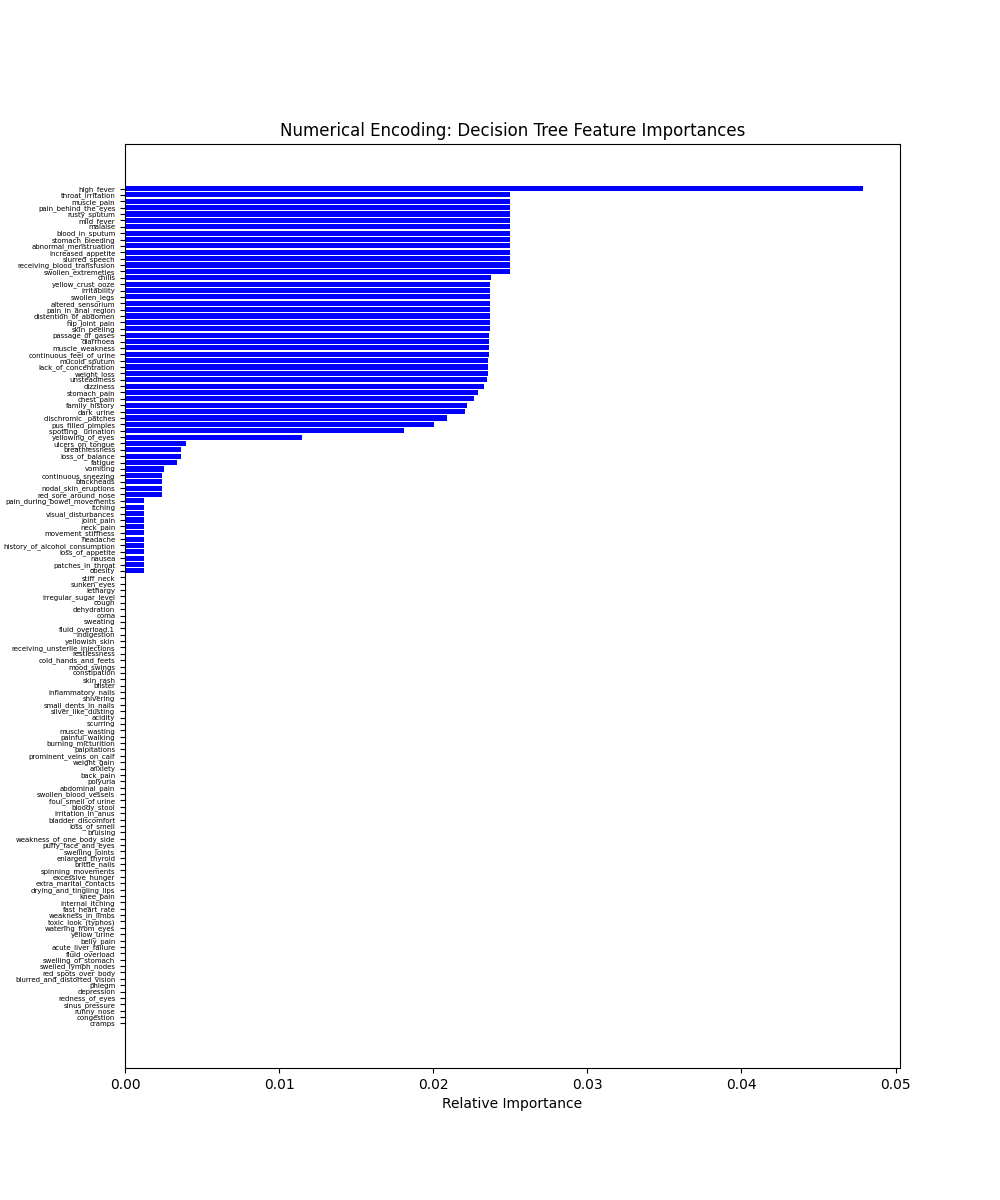 Numerical Encoding: Decision Tree Feature Importances
high_fever
throat_irritation
muscle_pain
pain_behind_the_eyes
rusty_sputum
mild_fever
malaise
blood_in_sputum
stomach_bleeding
abnormal_menstruation
increased_appetite
slurred_speech
receiving_blood_transfusion
swollen_extremeties
chills
yellow_crust_ooze
irritability
swollen_legs
altered_sensorium
pain_in_anal_region
distention_of_abdomen
hip_joint_pain
skin_peeling
passage_of_gases
diarrhoea
muscle_weakness
continuous_feel_of_urine
mucoid_sputum
lack_of_concentration
weight_loss
unsteadiness
dizziness
stomach_pain
chest_pain
family_history
dark_urine
dischromic _patches
pus_filled_pimples
spotting_ urination
yellowing_of_eyes
ulcers_on_tongue
breathlessness
loss_of_balance
fatigue
vomiting
continuous_sneezing
blackheads
nodal_skin_eruptions
red_sore_around_nose
pain_during_bowel_movements
itching
visual_disturbances
joint_pain
neck_pain
movement_stiffness
headache
history_of_alcohol_consumption
loss_of_appetite
nausea
patches_in_throat
obesity
stiff_neck
sunken_eyes
lethargy
irregular_sugar_level
cough
dehydration
coma
sweating
fluid_overload.1
indigestion
yellowish_skin
receiving_unsterile_injections
restlessness
cold_hands_and_feets
mood_swings
constipation
skin_rash
blister
inflammatory_nails
shivering
small_dents_in_nails
silver_like_dusting
acidity
scurring
muscle_wasting
painful_walking
burning_micturition
palpitations
prominent_veins_on_calf
weight_gain
anxiety
back_pain
polyuria
abdominal_pain
swollen_blood_vessels
foul_smell_of urine
bloody_stool
irritation_in_anus
bladder_discomfort
loss_of_smell
bruising
weakness_of_one_body_side
puffy_face_and_eyes
swelling_joints
enlarged_thyroid
brittle_nails
spinning_movements
excessive_hunger
extra_marital_contacts
drying_and_tingling_lips
knee_pain
internal_itching
fast_heart_rate
weakness_in_limbs
toxic_look_(typhos)
watering_from_eyes
yellow_urine
belly_pain
acute_liver_failure
fluid_overload
swelling_of_stomach
swelled_lymph_nodes
red_spots_over_body
blurred_and_distorted_vision
phlegm
depression
redness_of_eyes
sinus_pressure
runny_nose
congestion
cramps
0.00 0.01 0.02 0.03 0.04 0.05
Relative Importance